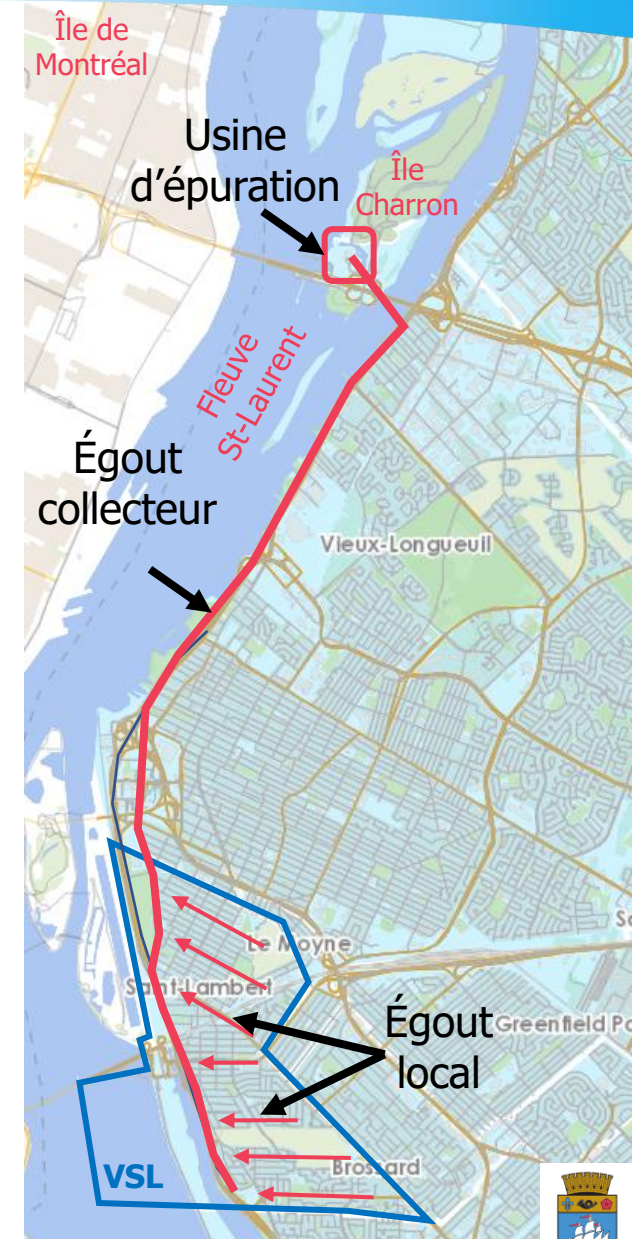 Île de
Montréal
Usine
d'épuration
Île
Charron
Fleuve
St-Laurent
Égout
collecteur
Vieux-Longueuil
Le Moyne
Saint-Lambert
Égout
local
Greenfield Pa
Brossard
VSL